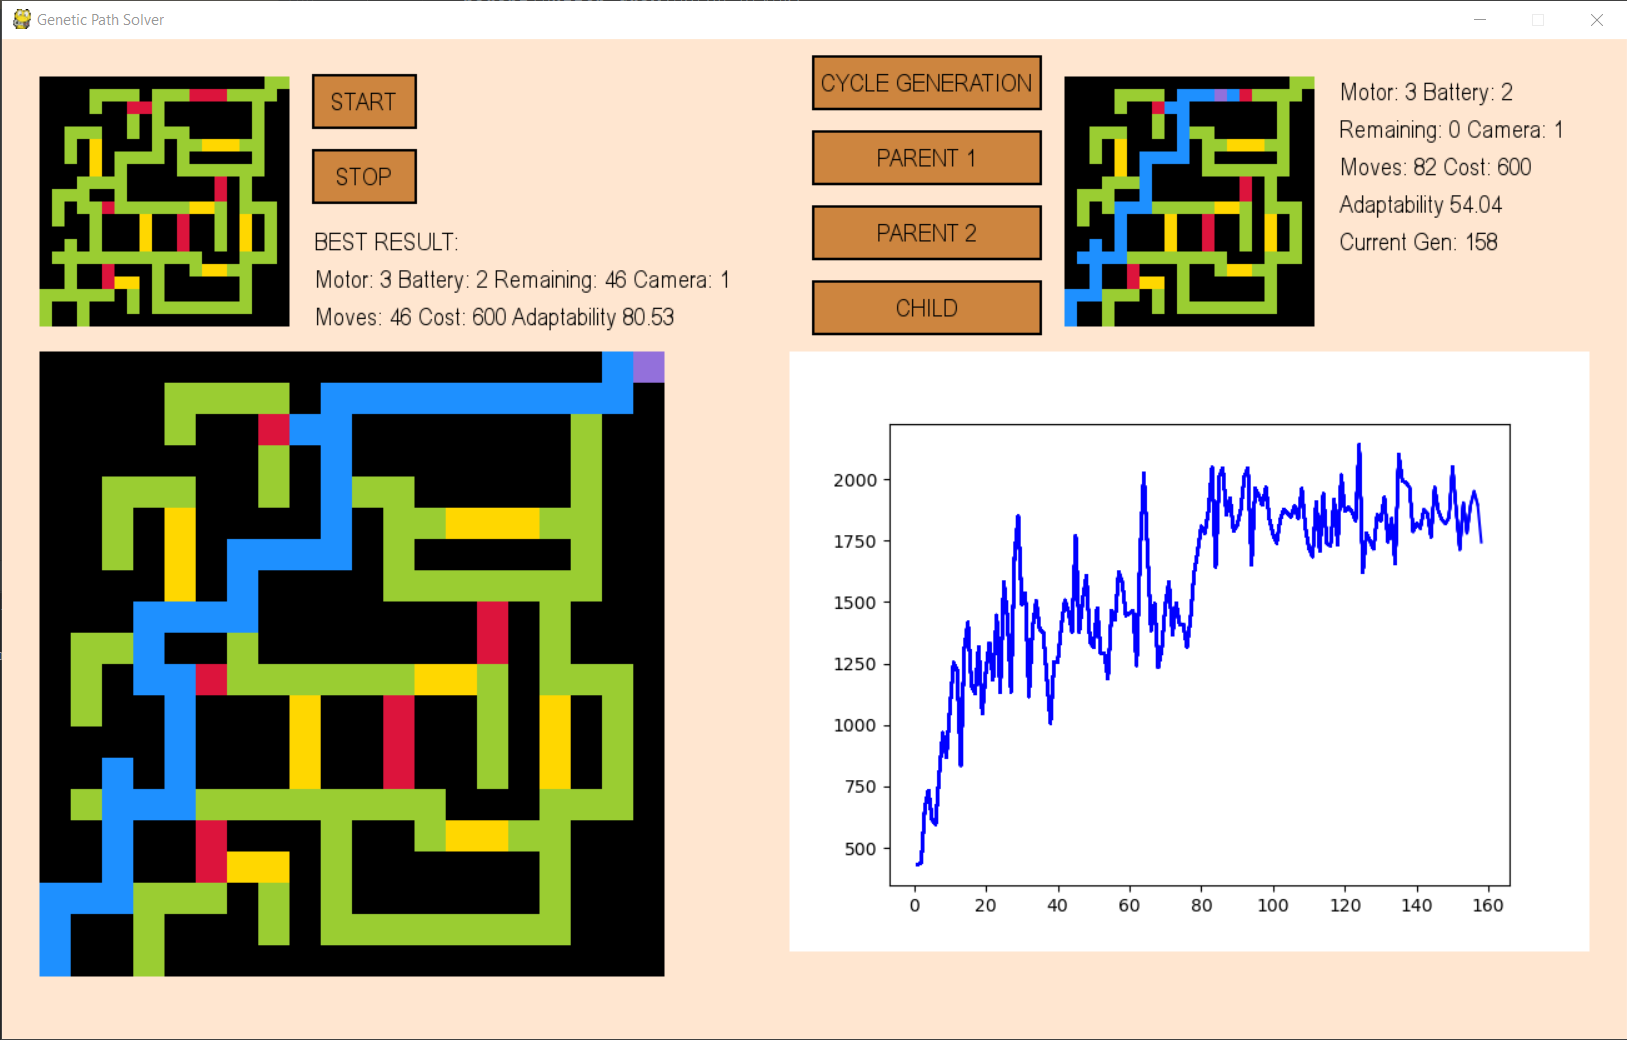 Genetic Path Solver
START
STOP
BEST RESULT:
Motor: 3 Battery: 2 Remaining: 46 Camera: 1
Moves: 46 Cost: 600 Adaptability 80.53
CYCLE GENERATION
PARENT 1
PARENT 2
CHILD
Motor: 3 Battery: 2
Remaining: 0 Camera: 1
Moves: 82 Cost: 600
Adaptability 54.04
Current Gen: 158
2000
1750
1500
1250
1000
750
500
0 20 40 60 80 100 120 140 160